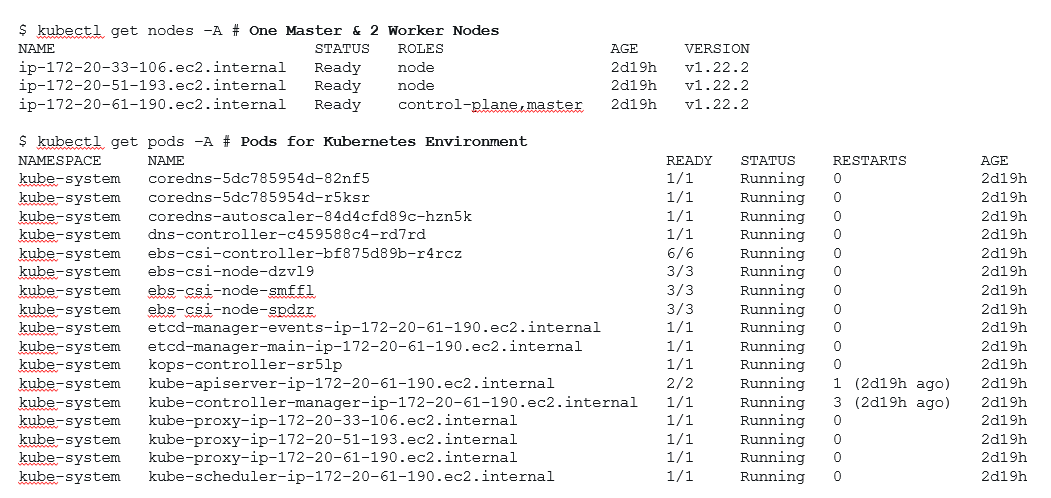 $ kubectl get nodes -A # One Master & 2 Worker Nodes
NAME STATUS ROLES AGE VERSION
ip-172-20-33-106.ec2.internal Ready node 2d19h v1.22.2
ip-172-20-51-193.ec2.internal Ready node 2d19h v1.22.2
ip-172-20-61-190.ec2.internal Ready control-plane,master 2d19h v1.22.2
$ kubectl get pods -A # Pods for Kubernetes Environment
NAMESPACE NAME READY STATUS RESTARTS AGE
kube-system coredns-5dc785954d-82nf5 1/1 Running 0 2d19h
kube-system coredns-5dc785954d-r5ksr 1/1 Running 0 2d19h
kube-system coredns-autoscaler-84d4cfd89c-hzn5k 1/1 Running 0 2d19h
kube-system dns-controller-c459588c4-rd7rd 1/1 Running 0 2d19h
kube-system ebs-csi-controller-bf875d89b-r4rcz 6/6 Running 0 2d19h
kube-system ebs-csi-node-dzvl9 3/3 Running 0 2d19h
kube-system ebs-csi-node-smffl 3/3 Running 0 2d19h
kube-system ebs-csi-node-spdzr 3/3 Running 0 2d19h
kube-system etcd-manager-events-ip-172-20-61-190.ec2.internal 1/1 Running 0 2d19h
kube-system etcd-manager-main-ip-172-20-61-190.ec2.internal 1/1 Running 0 2d19h
kube-system kops-controller-sr5lp 1/1 Running 0 2d19h
kube-system kube-apiserver-ip-172-20-61-190.ec2.internal 2/2 Running 1 (2d19h ago) 2d19h
kube-system kube-controller-manager-ip-172-20-61-190.ec2.internal 1/1 Running 3 (2d19h ago) 2d19h
kube-system kube-proxy-ip-172-20-33-106.ec2.internal 1/1 Running 0 2d19h
kube-system kube-proxy-ip-172-20-51-193.ec2.internal 1/1 Running 0 2d19h
kube-system kube-proxy-ip-172-20-61-190.ec2.internal 1/1 Running 0 2d19h
kube-system kube-scheduler-ip-172-20-61-190.ec2.internal 1/1 Running 0 2d19h